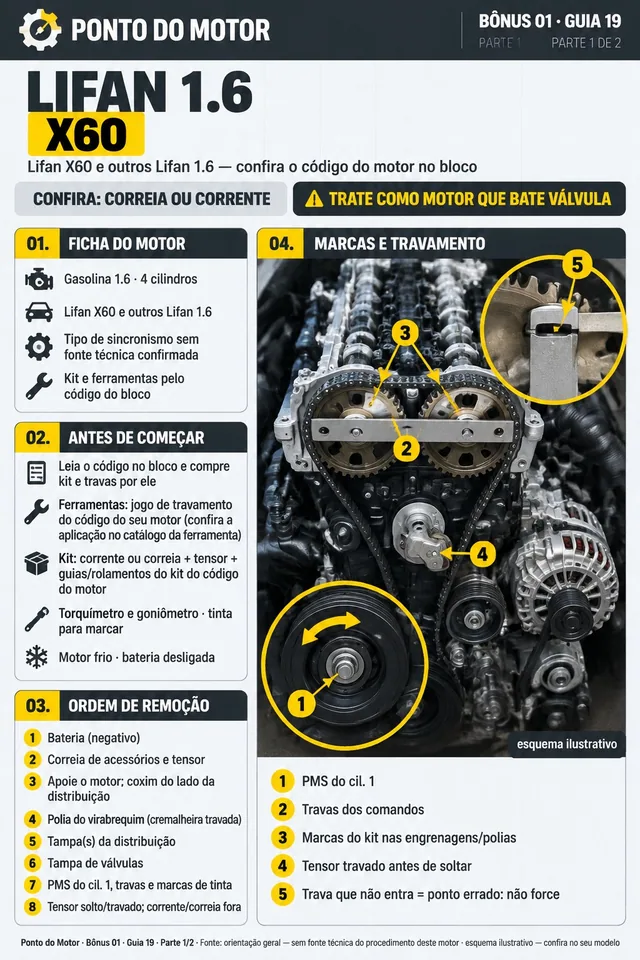 PONTO DO MOTOR
BÔNUS 01 · GUIA 19
PARTE 1
PARTE 1 DE 2
LIFAN 1.6
X60
Lifan X60 e outros Lifan 1.6 — confira o código do motor no bloco
CONFIRA: CORREIA OU CORRENTE
TRATE COMO MOTOR QUE BATE VÁLVULA
01. FICHA DO MOTOR
Gasolina 1.6 · 4 cilindros
Lifan X60 e outros Lifan 1.6
Tipo de sincronismo sem
fonte técnica confirmada
Kit e ferramentas pelo
código do bloco
02. ANTES DE COMEÇAR
Leia o código no bloco e compre
kit e travas por ele
Ferramentas: jogo de travamento
do código do seu motor (confira a
aplicação no catálogo da ferramenta)
Kit: corrente ou correia + tensor +
guias/rolamentos do kit do código
do motor
Torquímetro e goniômetro · tinta
para marcar
Motor frio · bateria desligada
03. ORDEM DE REMOÇÃO
1 Bateria (negativo)
2 Correia de acessórios e tensor
3 Apoie o motor; coxim do lado da
distribuição
4 Polia do virabrequim (cremalheira travada)
5 Tampa(s) da distribuição
6 Tampa de válvulas
7 PMS do cil. 1, travas e marcas de tinta
8 Tensor solto/travado; corrente/correia fora
04. MARCAS E TRAVAMENTO
5
3
2
4
1
esquema ilustrativo
1 PMS do cil. 1
2 Travas dos comandos
3 Marcas do kit nas engrenagens/polias
4 Tensor travado antes de soltar
5 Trava que não entra = ponto errado: não force
Ponto do Motor · Bônus 01 · Guia 19 · Parte 1/2 · Fonte: orientação geral — sem fonte técnica do procedimento deste motor · esquema ilustrativo — confira no seu modelo